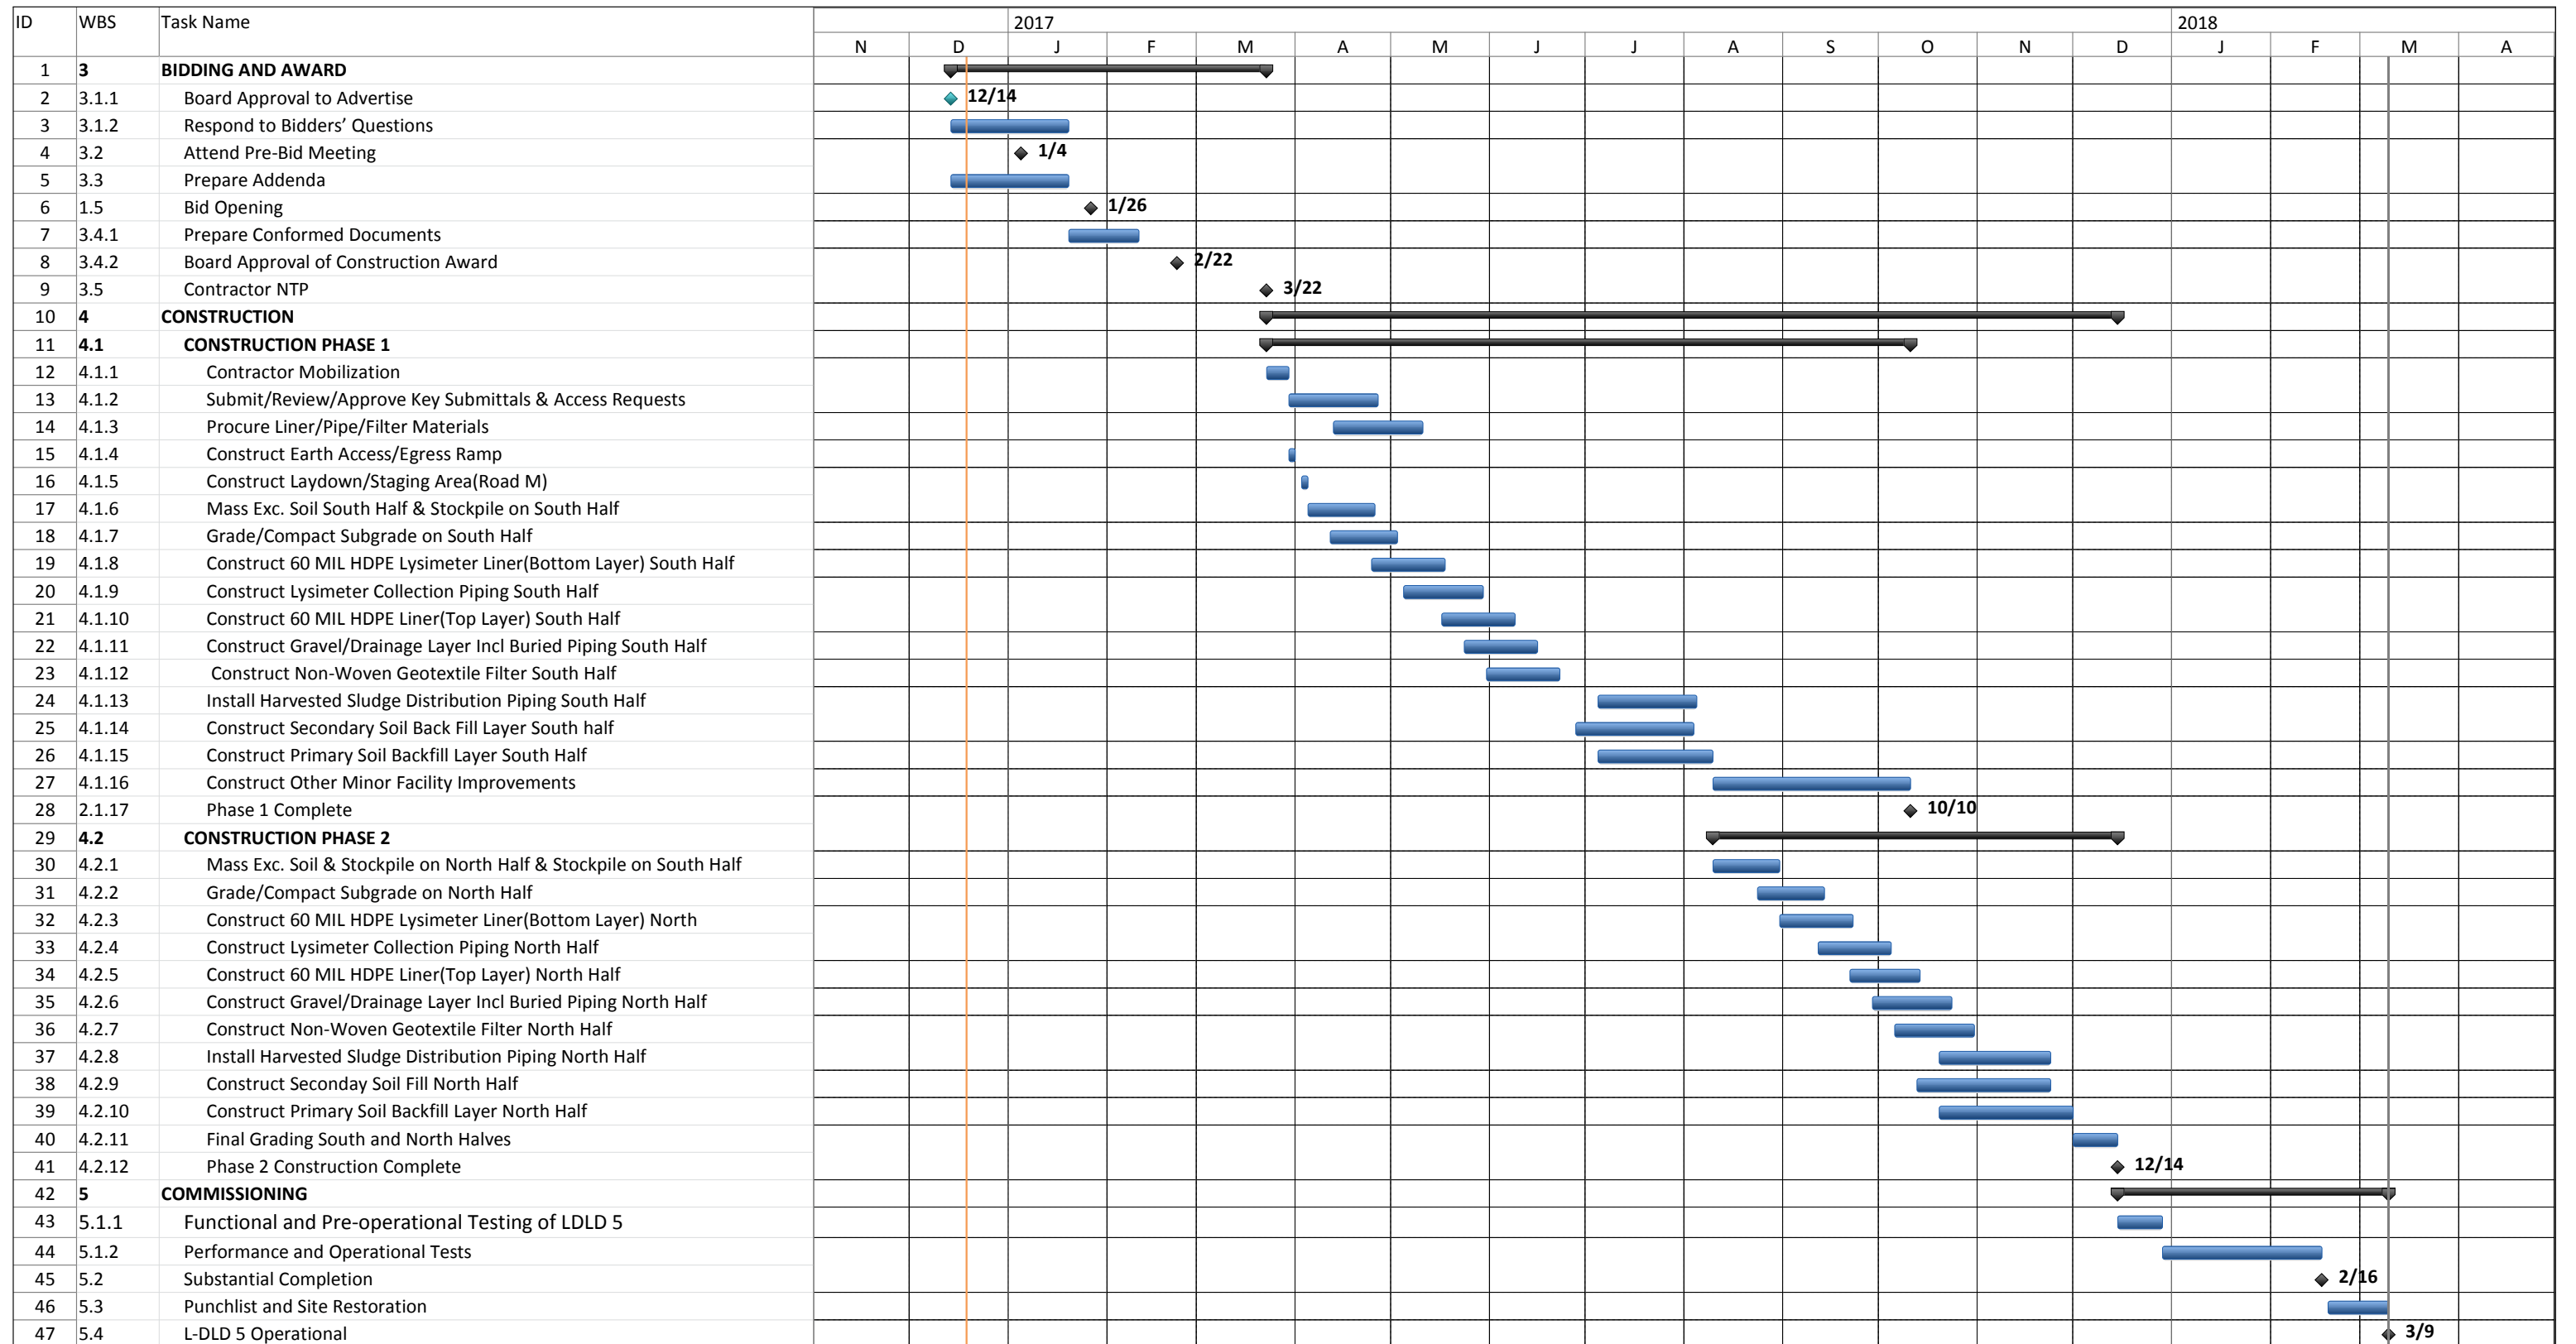 ID WBS Task Name 2017 2018
N D J F M A M J J A S O N D J F M A
1 3 BIDDING AND AWARD
2 3.1.1 Board Approval to Advertise 12/14
3 3.1.2 Respond to Bidders’ Questions
4 3.2 Attend Pre-Bid Meeting 1/4
5 3.3 Prepare Addenda
6 1.5 Bid Opening 1/26
7 3.4.1 Prepare Conformed Documents
8 3.4.2 Board Approval of Construction Award 2/22
9 3.5 Contractor NTP 3/22
10 4 CONSTRUCTION
11 4.1 CONSTRUCTION PHASE 1
12 4.1.1 Contractor Mobilization
13 4.1.2 Submit/Review/Approve Key Submittals & Access Requests
14 4.1.3 Procure Liner/Pipe/Filter Materials
15 4.1.4 Construct Earth Access/Egress Ramp
16 4.1.5 Construct Laydown/Staging Area(Road M)
17 4.1.6 Mass Exc. Soil South Half & Stockpile on South Half
18 4.1.7 Grade/Compact Subgrade on South Half
19 4.1.8 Construct 60 MIL HDPE Lysimeter Liner(Bottom Layer) South Half
20 4.1.9 Construct Lysimeter Collection Piping South Half
21 4.1.10 Construct 60 MIL HDPE Liner(Top Layer) South Half
22 4.1.11 Construct Gravel/Drainage Layer Incl Buried Piping South Half
23 4.1.12 Construct Non-Woven Geotextile Filter South Half
24 4.1.13 Install Harvested Sludge Distribution Piping South Half
25 4.1.14 Construct Secondary Soil Back Fill Layer South half
26 4.1.15 Construct Primary Soil Backfill Layer South Half
27 4.1.16 Construct Other Minor Facility Improvements
28 2.1.17 Phase 1 Complete 10/10
29 4.2 CONSTRUCTION PHASE 2
30 4.2.1 Mass Exc. Soil & Stockpile on North Half & Stockpile on South Half
31 4.2.2 Grade/Compact Subgrade on North Half
32 4.2.3 Construct 60 MIL HDPE Lysimeter Liner(Bottom Layer) North
33 4.2.4 Construct Lysimeter Collection Piping North Half
34 4.2.5 Construct 60 MIL HDPE Liner(Top Layer) North Half
35 4.2.6 Construct Gravel/Drainage Layer Incl Buried Piping North Half
36 4.2.7 Construct Non-Woven Geotextile Filter North Half
37 4.2.8 Install Harvested Sludge Distribution Piping North Half
38 4.2.9 Construct Seconday Soil Fill North Half
39 4.2.10 Construct Primary Soil Backfill Layer North Half
40 4.2.11 Final Grading South and North Halves
41 4.2.12 Phase 2 Construction Complete 12/14
42 5 COMMISSIONING
43 5.1.1 Functional and Pre-operational Testing of LDLD 5
44 5.1.2 Performance and Operational Tests
45 5.2 Substantial Completion 2/16
46 5.3 Punchlist and Site Restoration
47 5.4 L-DLD 5 Operational 3/9